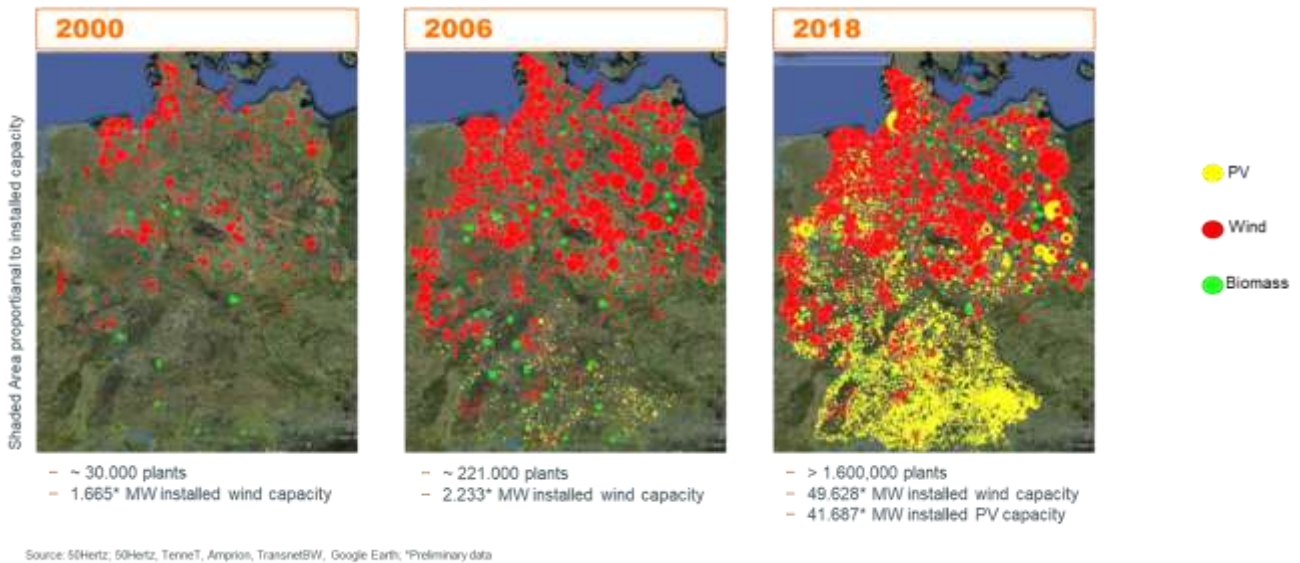 2000
2006
2018
Shaded Area proportianal to installed capacity
PV
Wind
Biomass
– ~ 30.000 plants
– 1.665* MW installed wind capacity
– ~ 221.000 plants
– 2.233* MW installed wind capacity
– > 1.600,000 plants
– 49.628* MW installed wind capacity
– 41.687* MW installed PV capacity
Source: 50Hertz; 50Hertz, TenneT, Amprion, TransnetBW, Google Earth; *Preliminary data